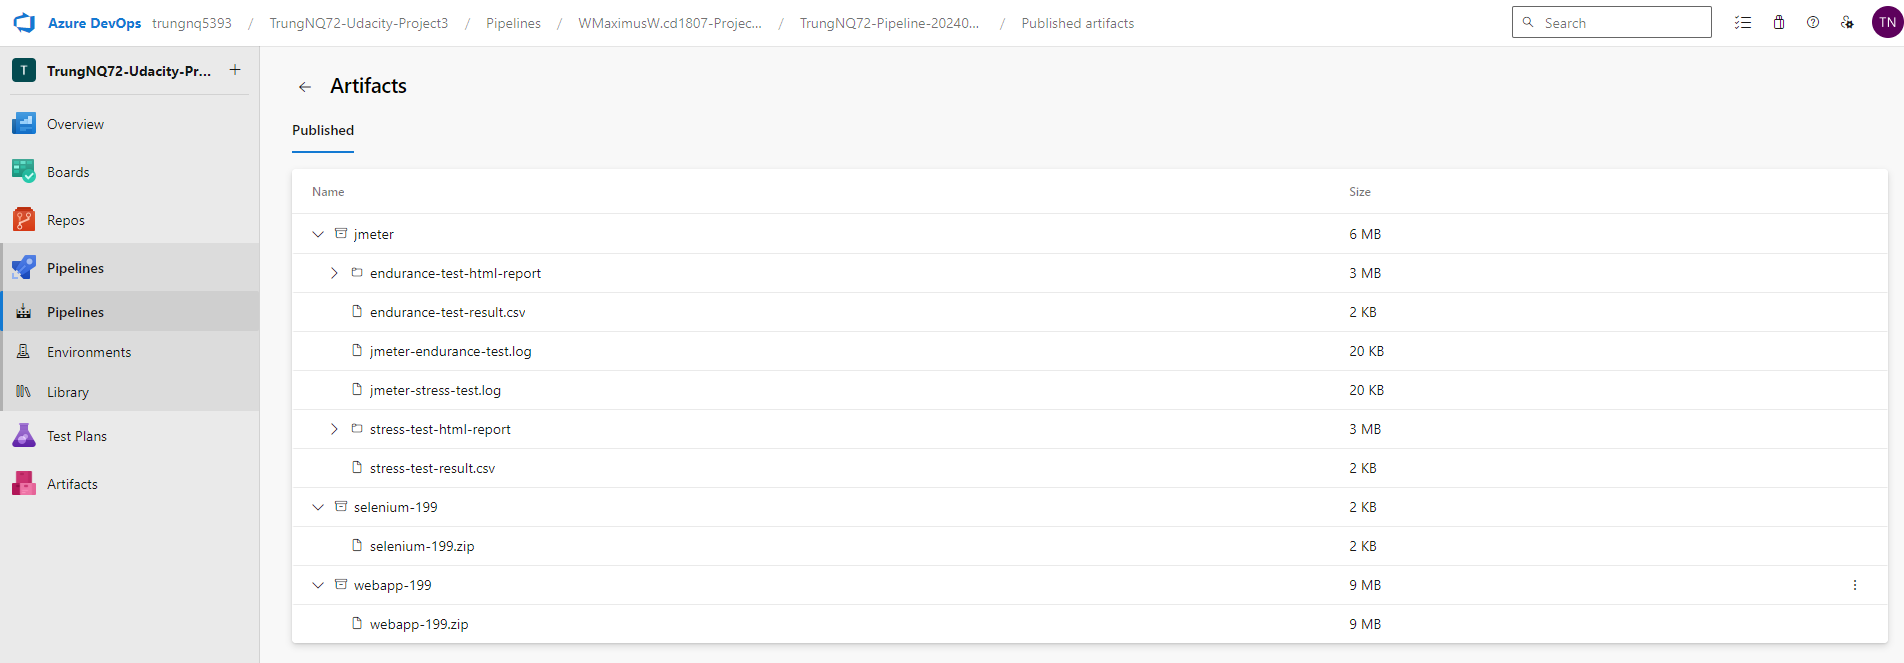 Azure DevOps trungnq5393 / TrungNQ72-Udacity-Project3 / Pipelines / WMaximusW.cd1807-Projec... / TrungNQ72-Pipeline-20240... / Published artifacts Search TN
T TrungNQ72-Udacity-Pr... +
Overview
Boards
Repos
Pipelines
Pipelines
Environments
Library
Test Plans
Artifacts
Artifacts
Published
Name Size
jmeter 6 MB
endurance-test-html-report 3 MB
endurance-test-result.csv 2 KB
jmeter-endurance-test.log 20 KB
jmeter-stress-test.log 20 KB
stress-test-html-report 3 MB
stress-test-result.csv 2 KB
selenium-199 2 KB
selenium-199.zip 2 KB
webapp-199 9 MB
webapp-199.zip 9 MB